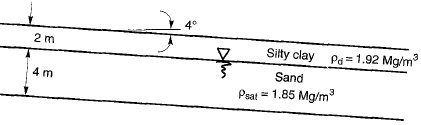 4°
2 m
Silty clay ρd = 1.92 Mg/m³
4 m
Sand
ρsat = 1.85 Mg/m³